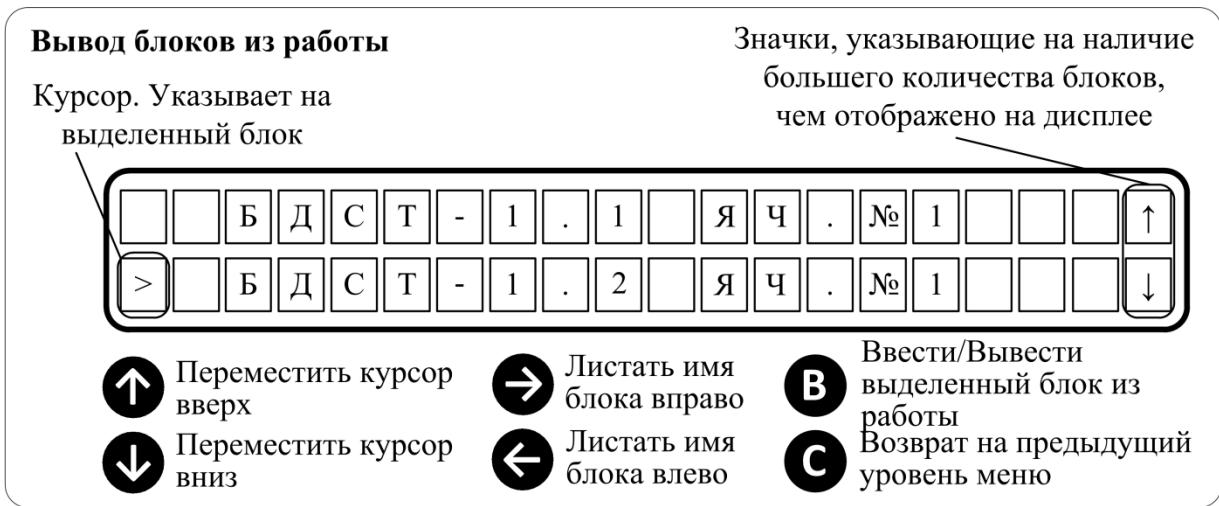 Вывод блоков из работы
Курсор. Указывает на
выделенный блок
Значки, указывающие на наличие
большего количества блоков,
чем отображено на дисплее
БДСТ-1.1 ЯЧ.№1 ↑
> БДСТ-1.2 ЯЧ.№1 ↓
↑ Переместить курсор
вверх
↓ Переместить курсор
вниз
→ Листать имя
блока вправо
← Листать имя
блока влево
B Ввести/Вывести
выделенный блок из
работы
C Возврат на предыдущий
уровень меню